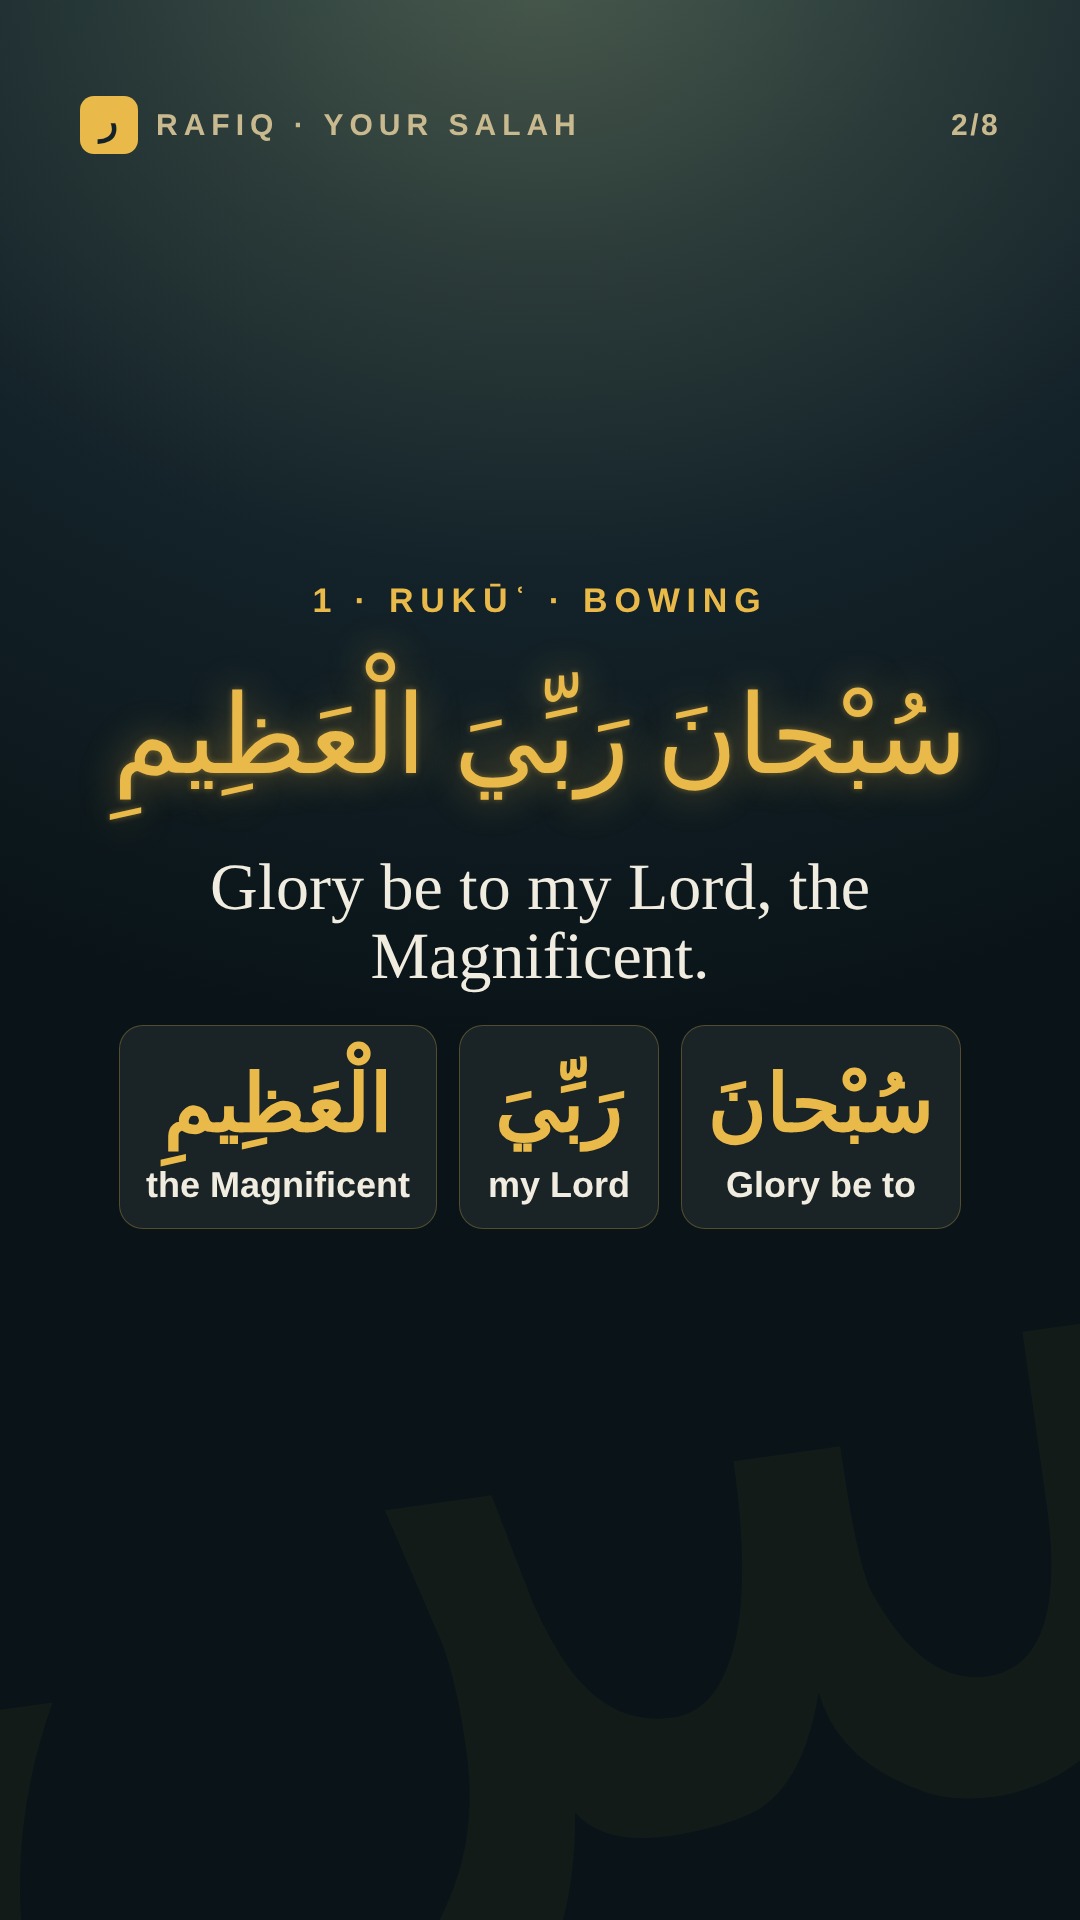 ر RAFIQ · YOUR SALAH 2/8
1 · RUKŪʿ · BOWING
سُبْحانَ رَبِّيَ الْعَظِيمِ
Glory be to my Lord, the
Magnificent.
سُبْحانَ رَبِّيَ الْعَظِيمِ
the Magnificent my Lord Glory be to